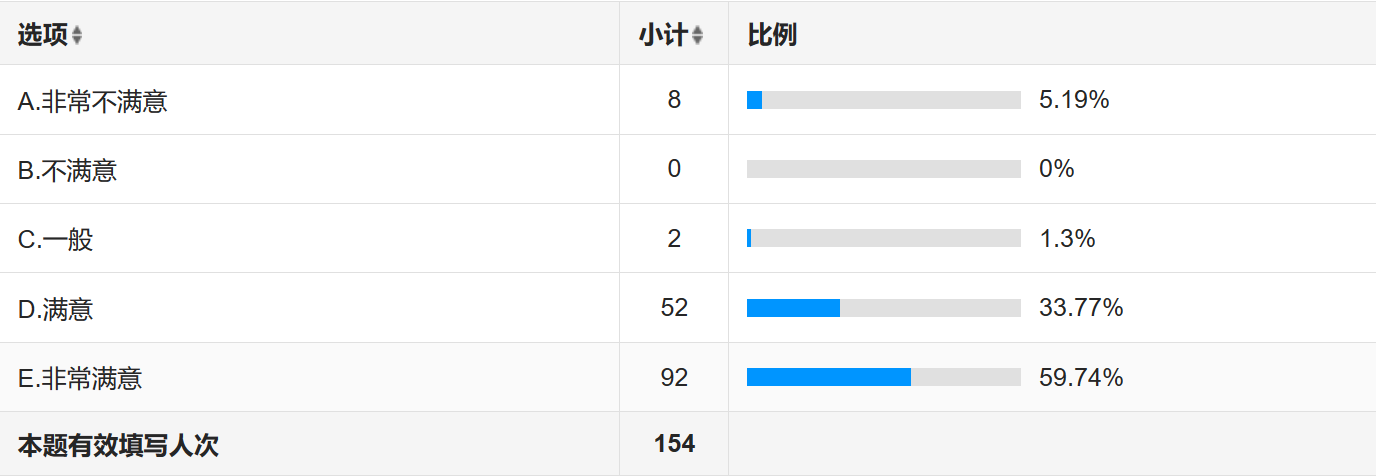 选项 小计 比例
A.非常不满意 8 5.19%
B.不满意 0 0%
C.一般 2 1.3%
D.满意 52 33.77%
E.非常满意 92 59.74%
本题有效填写人次 154